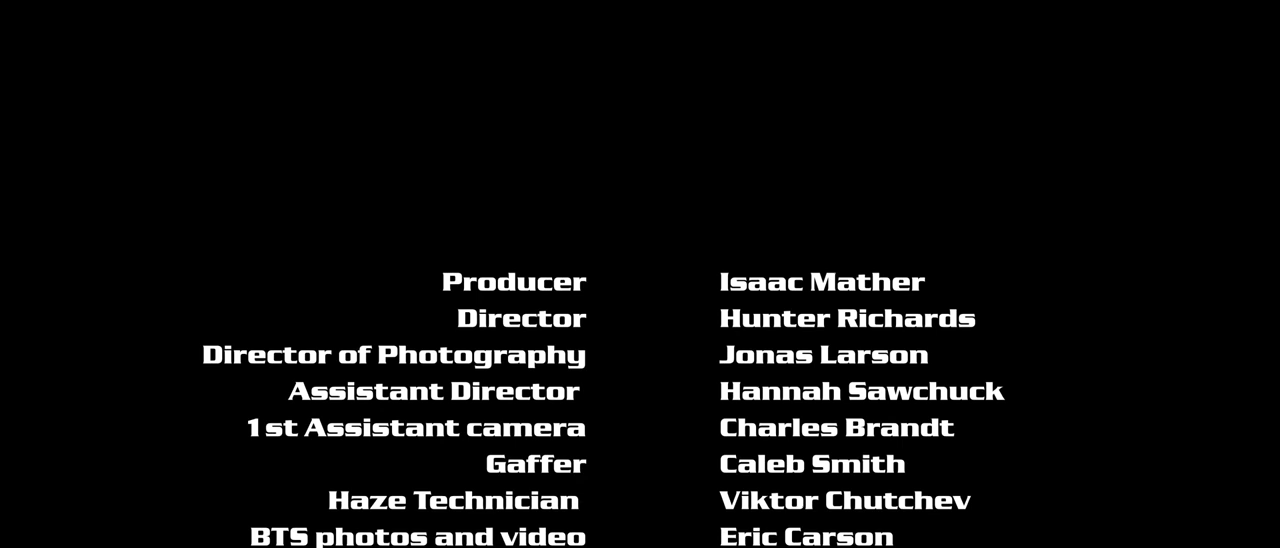 Producer Isaac Mather
Director Hunter Richards
Director of Photography Jonas Larson
Assistant Director Hannah Sawchuck
1st Assistant camera Charles Brandt
Gaffer Caleb Smith
Haze Technician Viktor Chutchev
BTS photos and video Eric Carson